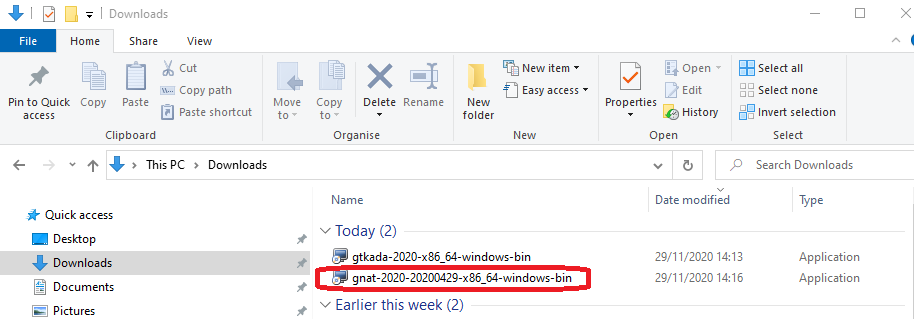 Downloads
File Home Share View
Pin to Quick access
Copy
Paste
Cut
Copy path
Paste shortcut
Clipboard
Move to
Copy to
Delete
Rename
Organise
New folder
New item
Easy access
New
Properties
Open
Edit
History
Open
Select all
Select none
Invert selection
Select
This PC Downloads
Search Downloads
Quick access
Desktop
Downloads
Documents
Pictures
Name Date modified Type
Today (2)
gtkada-2020-x86_64-windows-bin 29/11/2020 14:13 Application
gnat-2020-20200429-x86_64-windows-bin 29/11/2020 14:16 Application
Earlier this week (2)